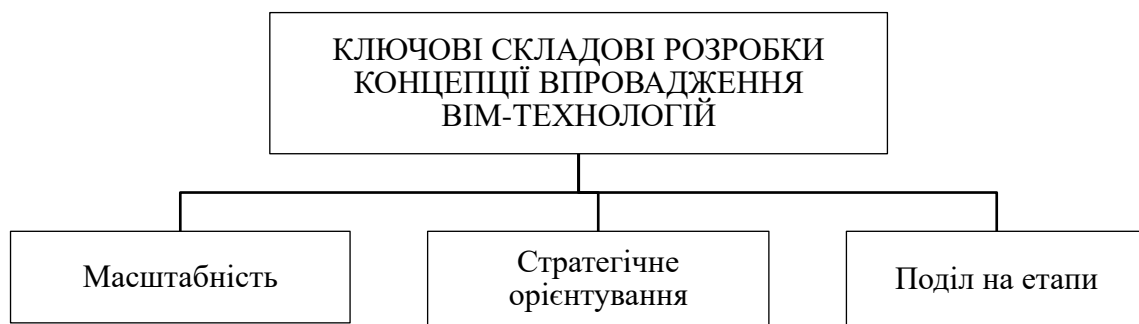 КЛЮЧОВІ СКЛАДОВІ РОЗРОБКИ
КОНЦЕПЦІЇ ВПРОВАДЖЕННЯ
ВІМ-ТЕХНОЛОГІЙ
Масштабність
Стратегічне
орієнтування
Поділ на етапи